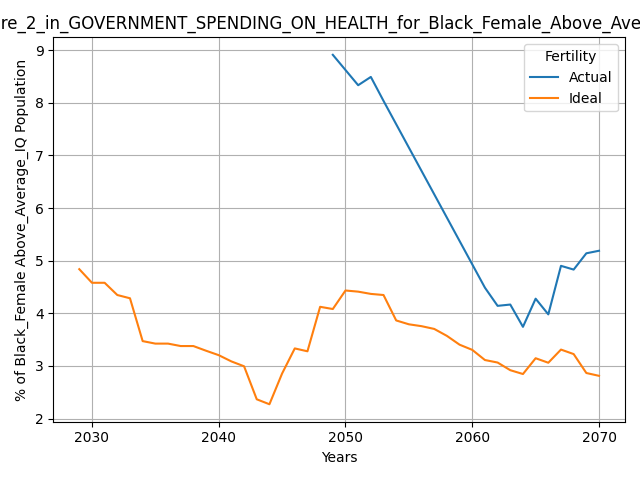 re_2_in_GOVERNMENT_SPENDING_ON_HEALTH_for_Black_Female_Above_Ave
9
8
7
6
5
4
3
2
% of Black_Female Above_Average_IQ Population
Fertility
Actual
Ideal
2030
2040
2050
2060
2070
Years